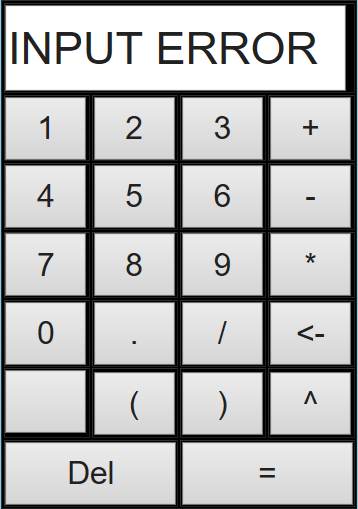 INPUT ERROR
1 2 3 +
4 5 6 -
7 8 9 *
0 . / <-
( ) ^
Del =